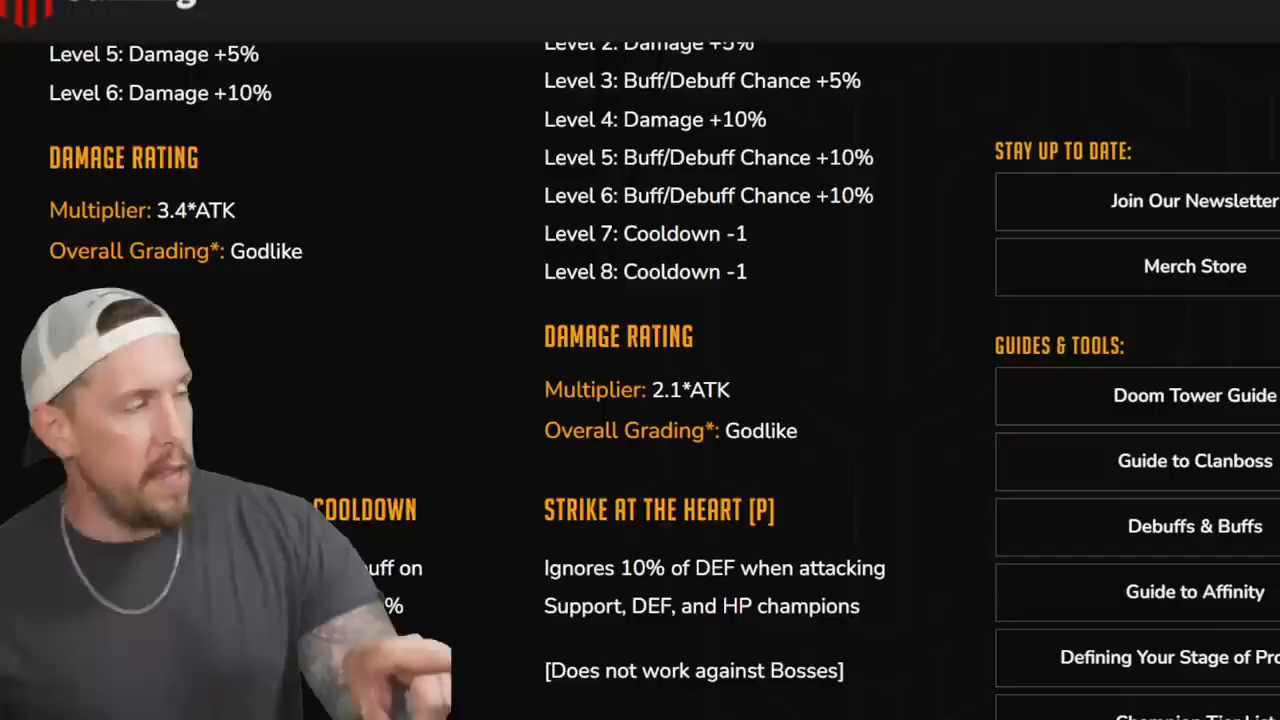 Level 5: Damage +5%
Level 6: Damage +10%
DAMAGE RATING
Multiplier: 3.4*ATK
Overall Grading*: Godlike
COOLDOWN
uff on
%
Level 2: Damage +5%
Level 3: Buff/Debuff Chance +5%
Level 4: Damage +10%
Level 5: Buff/Debuff Chance +10%
Level 6: Buff/Debuff Chance +10%
Level 7: Cooldown -1
Level 8: Cooldown -1
DAMAGE RATING
Multiplier: 2.1*ATK
Overall Grading*: Godlike
STRIKE AT THE HEART [P]
Ignores 10% of DEF when attacking
Support, DEF, and HP champions
[Does not work against Bosses]
STAY UP TO DATE:
Join Our Newsletter
Merch Store
GUIDES & TOOLS:
Doom Tower Guide
Guide to Clanboss
Debuffs & Buffs
Guide to Affinity
Defining Your Stage of Pro
Champion Tier List